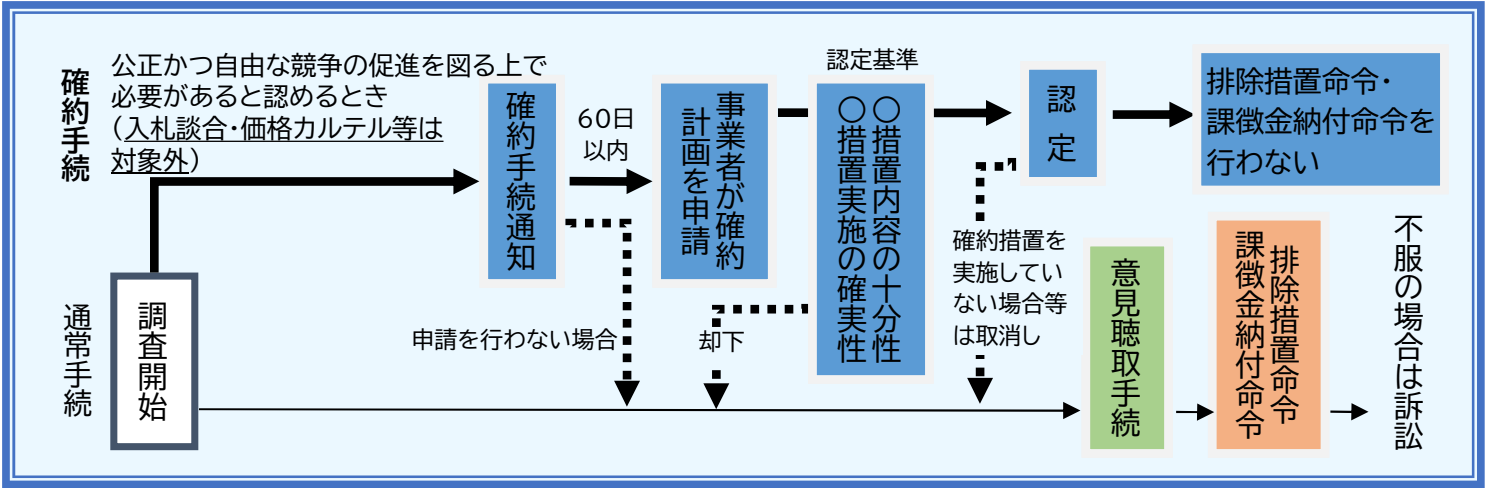 確約手続
公正かつ自由な競争の促進を図る上で
必要があると認めるとき
（入札談合・価格カルテル等は
対象外）
確約手続通知
60日
以内
事業者が確約
計画を申請
認定基準
○措置内容の十分性
○措置実施の確実性
認定
排除措置命令・
課徴金納付命令を
行わない
通常手続
調査開始
申請を行わない場合
却下
確約措置を
実施してい
ない場合等
は取消し
意見聴取手続
排除措置命令
課徴金納付命令
不服の場合は訴訟